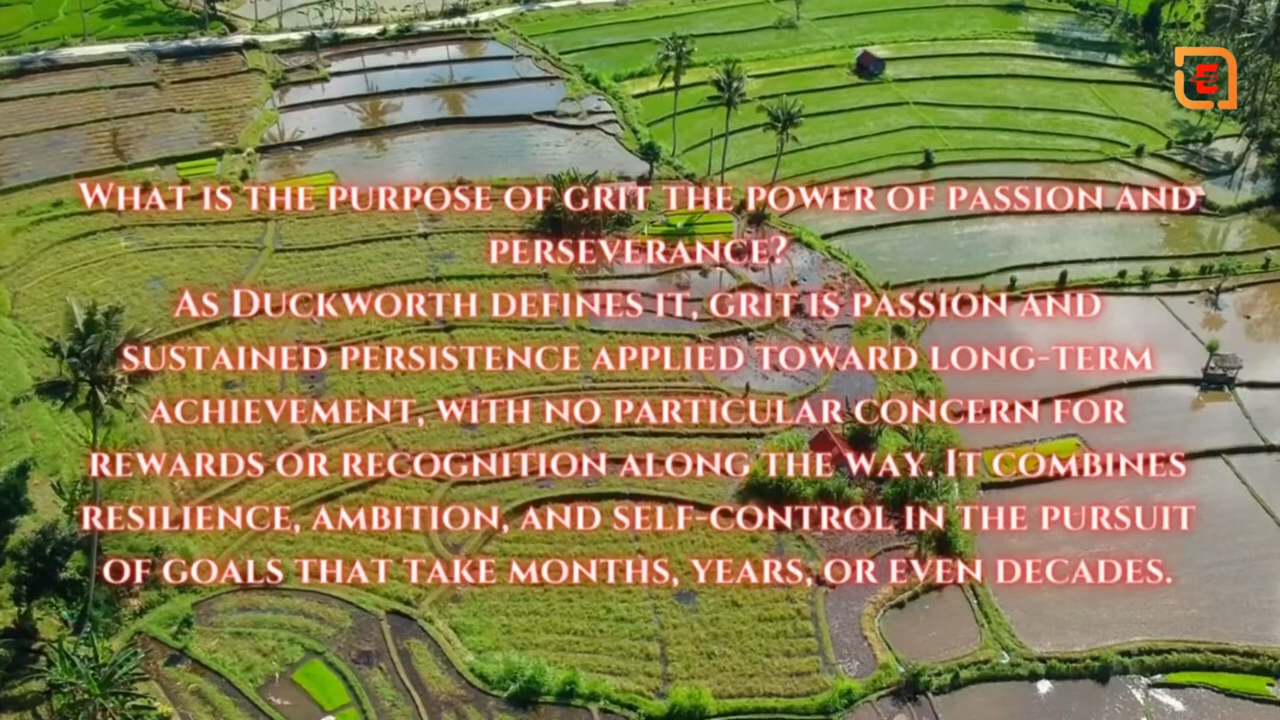 What is the purpose of grit the power of passion and
perseverance?
As Duckworth defines it, grit is passion and
sustained persistence applied toward long-term
achievement, with no particular concern for
rewards or recognition along the way. It combines
resilience, ambition, and self-control in the pursuit
of goals that take months, years, or even decades.
E